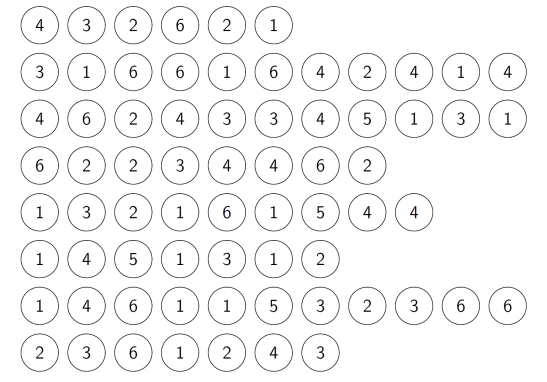 4 3 2 6 2 1
3 1 6 6 1 6 4 2 4 1 4
4 6 2 4 3 3 4 5 1 3 1
6 2 2 3 4 4 6 2
1 3 2 1 6 1 5 4 4
1 4 5 1 3 1 2
1 4 6 1 1 5 3 2 3 6 6
2 3 6 1 2 4 3